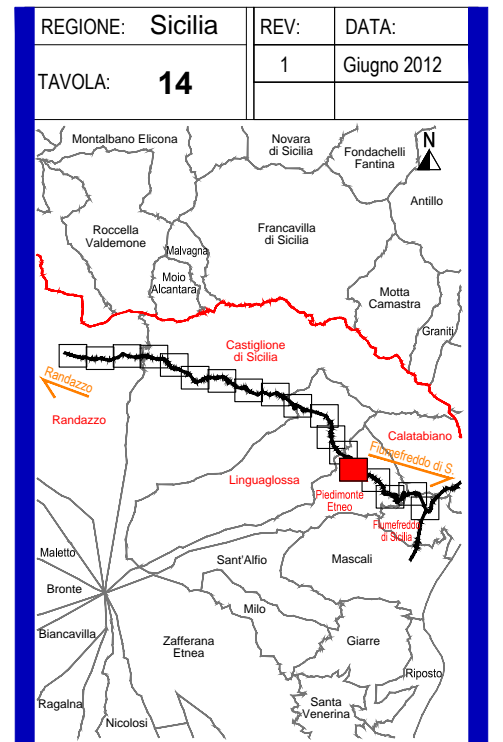 REGIONE: Sicilia
REV:
DATA:
TAVOLA: 14
1
Giugno 2012
Montalbano Elicona
Novara
di Sicilia
Fondachelli
Fantina
N
Antillo
Roccella
Valdemone
Malvagna
Francavilla
di Sicilia
Moio
Alcantara
Motta
Camastra
Graniti
Castiglione
di Sicilia
Randazzo
Randazzo
Calatabiano
Fiumefreddo di S.
Linguaglossa
Piedimonte
Etneo
Fiumefreddo
di Sicilia
Maletto
Sant'Alfio
Mascali
Bronte
Milo
Biancavilla
Zafferana
Etnea
Giarre
Riposto
Ragalna
Nicolosi
Santa
Venerina